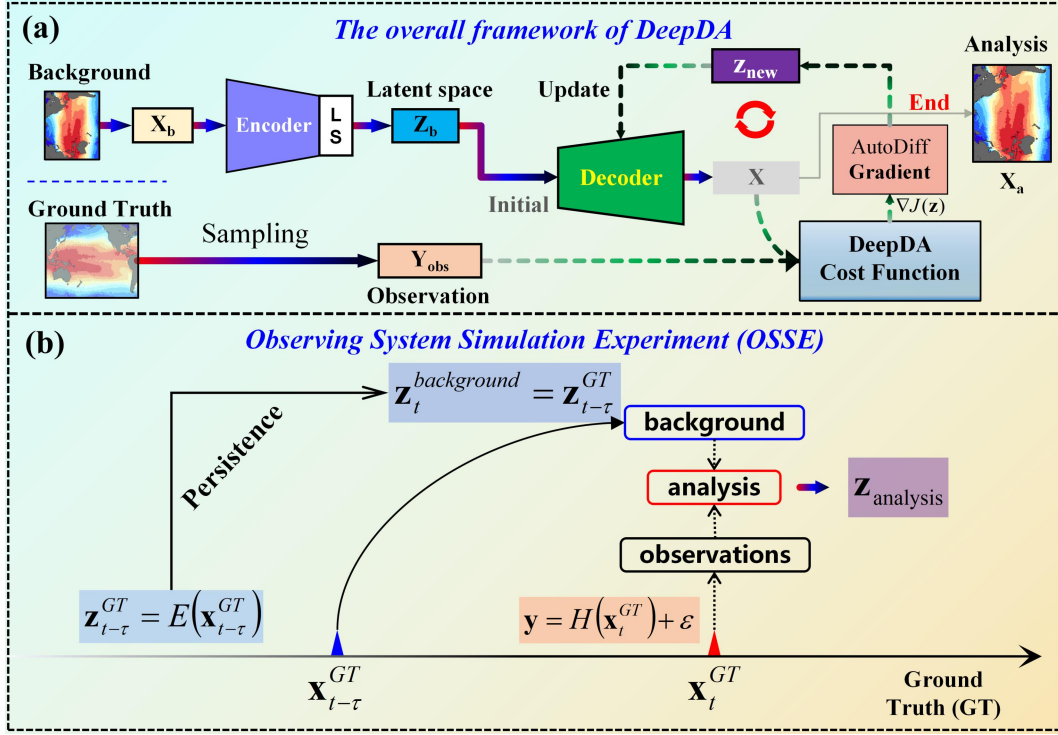 (a)
The overall framework of DeepDA
Background
X_b
Encoder
L
S
Latent space
Z_b
Initial
Update
Decoder
z_new
X
End
AutoDiff
Gradient
∇J(z)
DeepDA
Cost Function
Analysis
X_a
Ground Truth
Sampling
Y_obs
Observation
(b)
Observing System Simulation Experiment (OSSE)
z_t^{background} = z_{t-τ}^{GT}
Persistence
background
analysis
z_analysis
observations
z_{t-τ}^{GT} = E(x_{t-τ}^{GT})
y = H(x_t^{GT}) + ε
x_{t-τ}^{GT}
x_t^{GT}
Ground
Truth (GT)